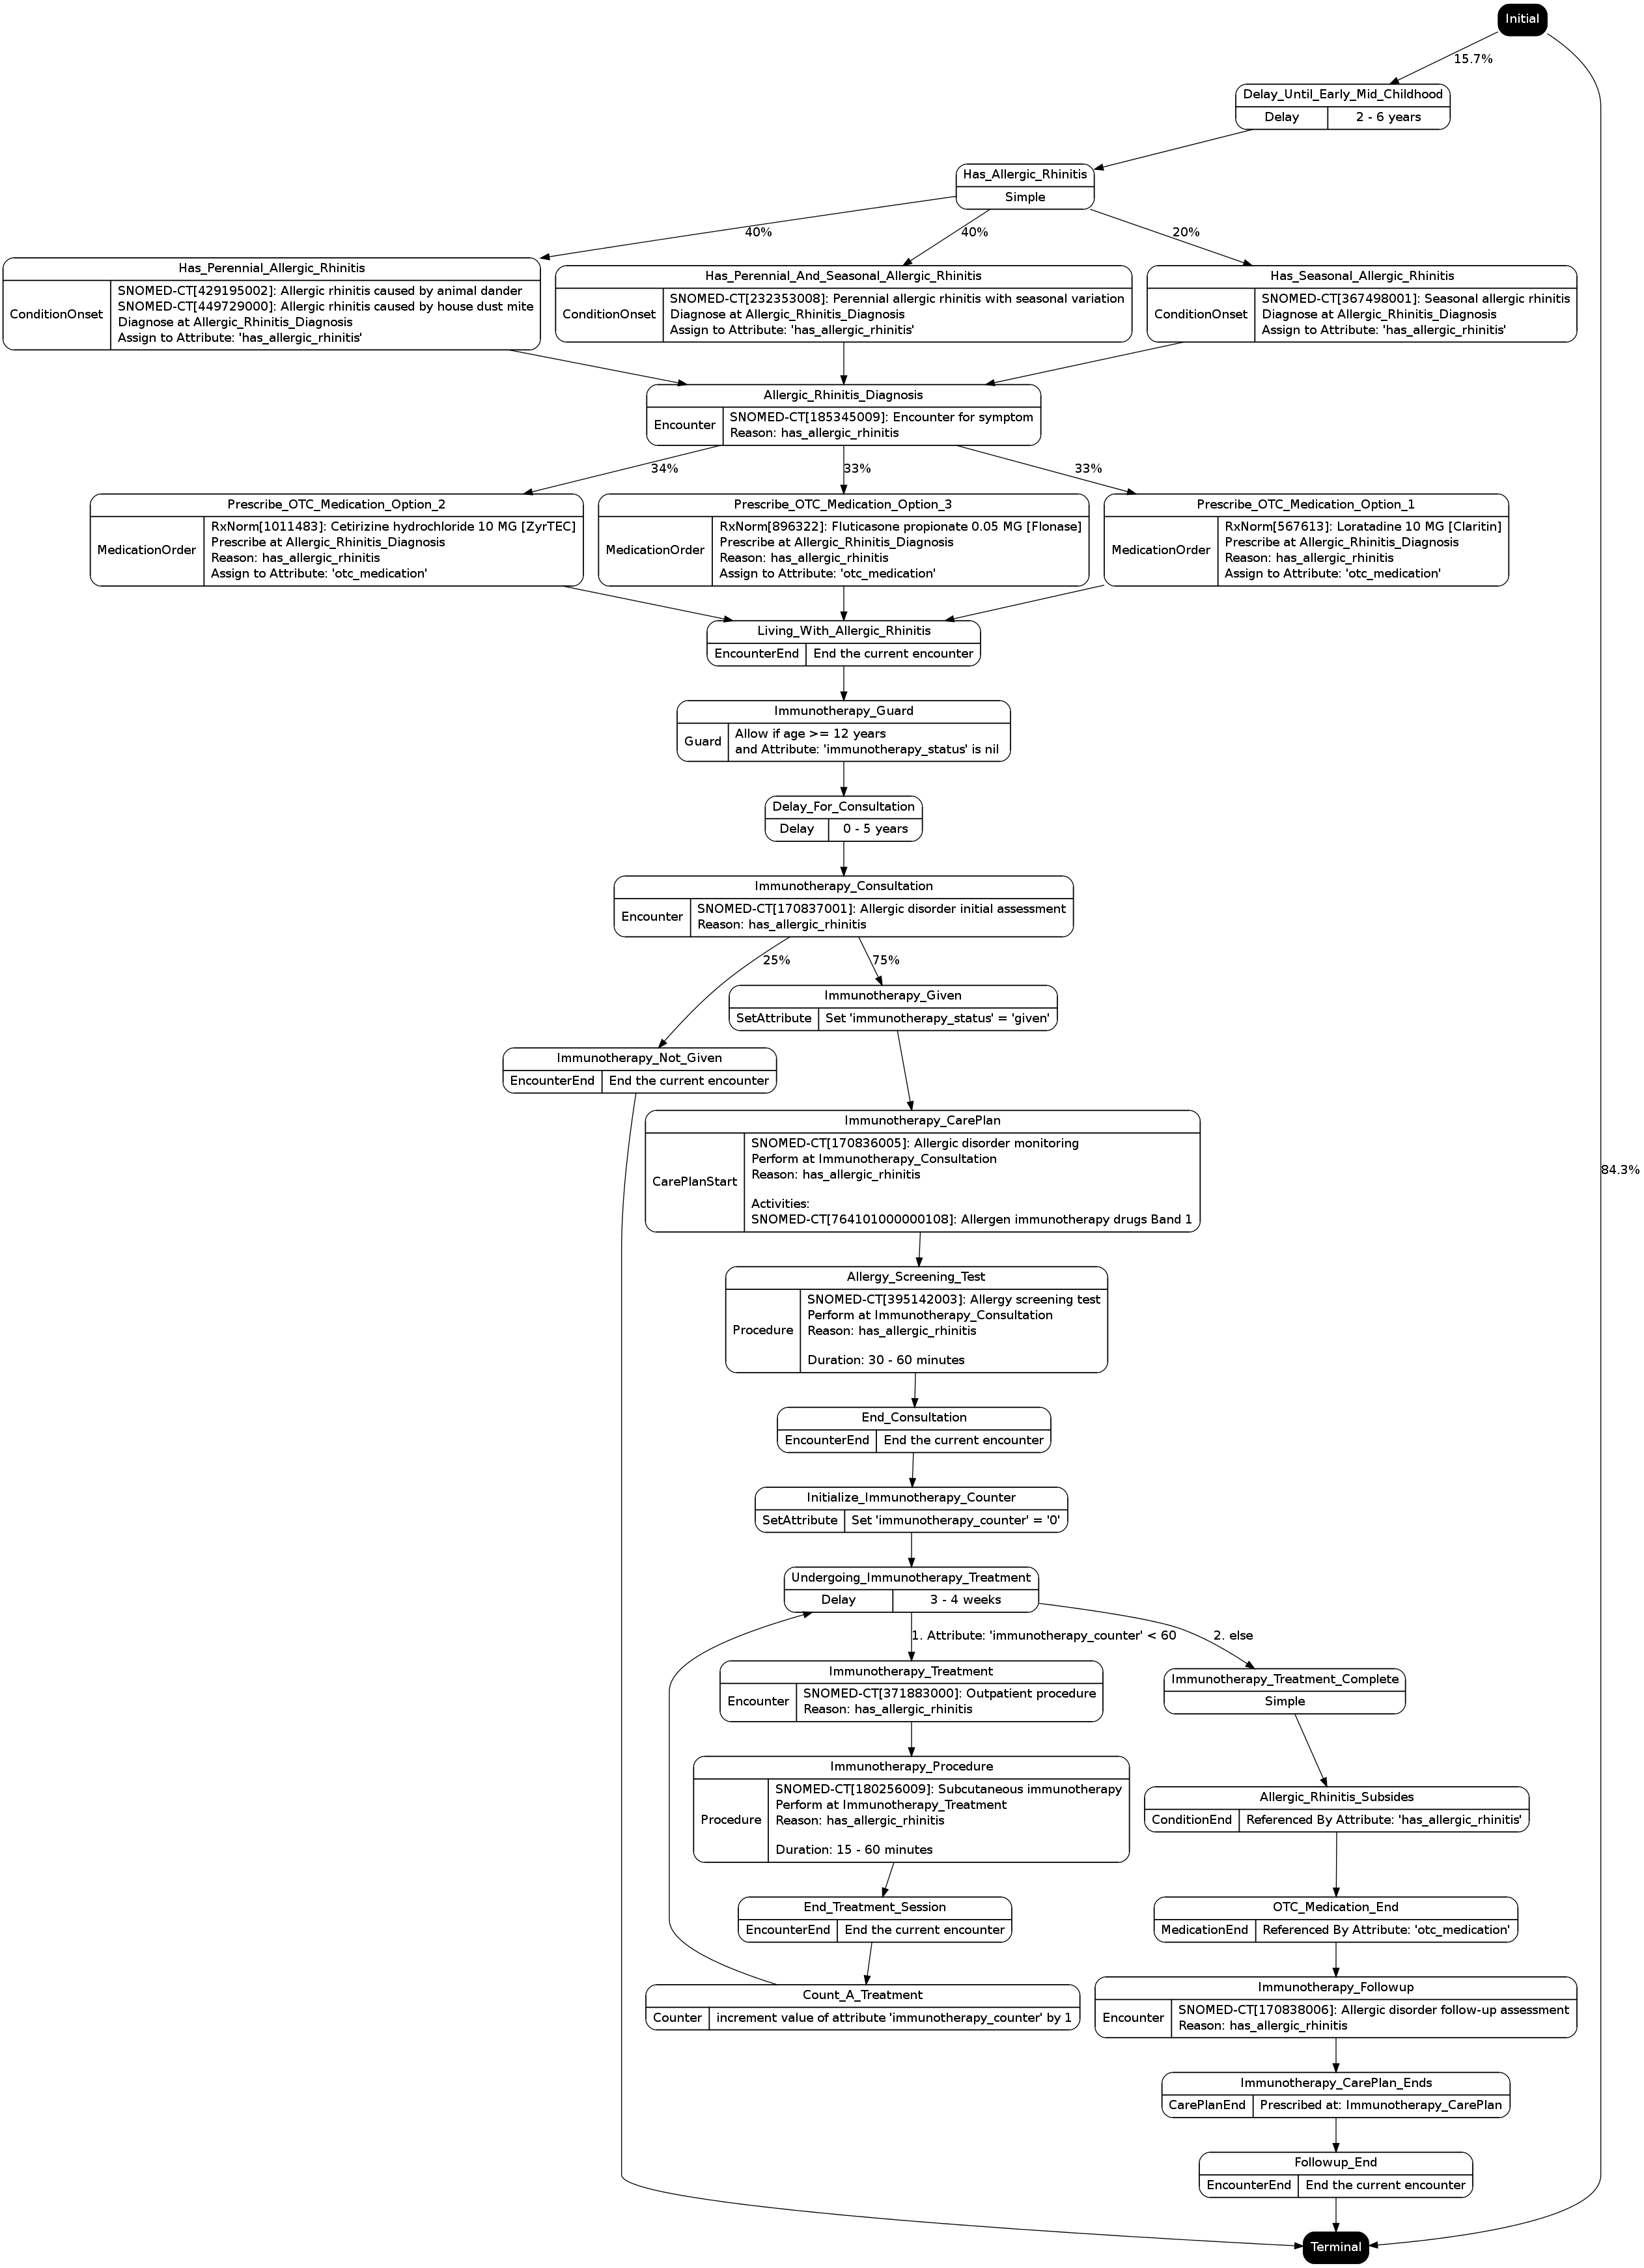 Initial
15.7%
Delay_Until_Early_Mid_Childhood
Delay
2 - 6 years
Has_Allergic_Rhinitis
Simple
40%
40%
20%
Has_Perennial_Allergic_Rhinitis
ConditionOnset
SNOMED-CT[429195002]: Allergic rhinitis caused by animal dander
SNOMED-CT[449729000]: Allergic rhinitis caused by house dust mite
Diagnose at Allergic_Rhinitis_Diagnosis
Assign to Attribute: 'has_allergic_rhinitis'
Has_Perennial_And_Seasonal_Allergic_Rhinitis
ConditionOnset
SNOMED-CT[232353008]: Perennial allergic rhinitis with seasonal variation
Diagnose at Allergic_Rhinitis_Diagnosis
Assign to Attribute: 'has_allergic_rhinitis'
Has_Seasonal_Allergic_Rhinitis
ConditionOnset
SNOMED-CT[367498001]: Seasonal allergic rhinitis
Diagnose at Allergic_Rhinitis_Diagnosis
Assign to Attribute: 'has_allergic_rhinitis'
Allergic_Rhinitis_Diagnosis
Encounter
SNOMED-CT[185345009]: Encounter for symptom
Reason: has_allergic_rhinitis
34%
33%
33%
Prescribe_OTC_Medication_Option_2
MedicationOrder
RxNorm[1011483]: Cetirizine hydrochloride 10 MG [ZyrTEC]
Prescribe at Allergic_Rhinitis_Diagnosis
Reason: has_allergic_rhinitis
Assign to Attribute: 'otc_medication'
Prescribe_OTC_Medication_Option_3
MedicationOrder
RxNorm[896322]: Fluticasone propionate 0.05 MG [Flonase]
Prescribe at Allergic_Rhinitis_Diagnosis
Reason: has_allergic_rhinitis
Assign to Attribute: 'otc_medication'
Prescribe_OTC_Medication_Option_1
MedicationOrder
RxNorm[567613]: Loratadine 10 MG [Claritin]
Prescribe at Allergic_Rhinitis_Diagnosis
Reason: has_allergic_rhinitis
Assign to Attribute: 'otc_medication'
Living_With_Allergic_Rhinitis
EncounterEnd
End the current encounter
Immunotherapy_Guard
Guard
Allow if age >= 12 years
and Attribute: 'immunotherapy_status' is nil
Delay_For_Consultation
Delay
0 - 5 years
Immunotherapy_Consultation
Encounter
SNOMED-CT[170837001]: Allergic disorder initial assessment
Reason: has_allergic_rhinitis
25%
75%
Immunotherapy_Given
SetAttribute
Set 'immunotherapy_status' = 'given'
Immunotherapy_Not_Given
EncounterEnd
End the current encounter
Immunotherapy_CarePlan
CarePlanStart
SNOMED-CT[170836005]: Allergic disorder monitoring
Perform at Immunotherapy_Consultation
Reason: has_allergic_rhinitis
Activities:
SNOMED-CT[764101000000108]: Allergen immunotherapy drugs Band 1
84.3%
Allergy_Screening_Test
Procedure
SNOMED-CT[395142003]: Allergy screening test
Perform at Immunotherapy_Consultation
Reason: has_allergic_rhinitis
Duration: 30 - 60 minutes
End_Consultation
EncounterEnd
End the current encounter
Initialize_Immunotherapy_Counter
SetAttribute
Set 'immunotherapy_counter' = '0'
Undergoing_Immunotherapy_Treatment
Delay
3 - 4 weeks
1. Attribute: 'immunotherapy_counter' < 60
2. else
Immunotherapy_Treatment
Encounter
SNOMED-CT[371883000]: Outpatient procedure
Reason: has_allergic_rhinitis
Immunotherapy_Treatment_Complete
Simple
Immunotherapy_Procedure
Procedure
SNOMED-CT[180256009]: Subcutaneous immunotherapy
Perform at Immunotherapy_Treatment
Reason: has_allergic_rhinitis
Duration: 15 - 60 minutes
Allergic_Rhinitis_Subsides
ConditionEnd
Referenced By Attribute: 'has_allergic_rhinitis'
End_Treatment_Session
EncounterEnd
End the current encounter
OTC_Medication_End
MedicationEnd
Referenced By Attribute: 'otc_medication'
Count_A_Treatment
Counter
increment value of attribute 'immunotherapy_counter' by 1
Immunotherapy_Followup
Encounter
SNOMED-CT[170838006]: Allergic disorder follow-up assessment
Reason: has_allergic_rhinitis
Immunotherapy_CarePlan_Ends
CarePlanEnd
Prescribed at: Immunotherapy_CarePlan
Followup_End
EncounterEnd
End the current encounter
Terminal